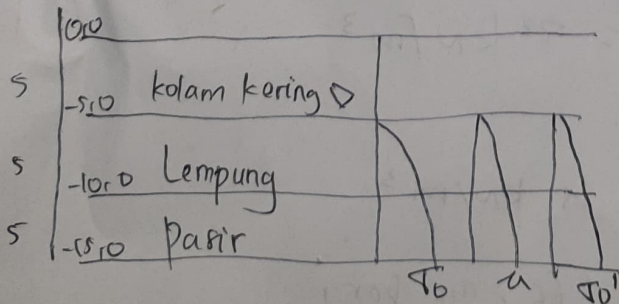 0,0
5 -5,0 kolam kering ▽
5 -10,0 Lempung
5 -15,0 Pasir
σ₀ u σ₀'